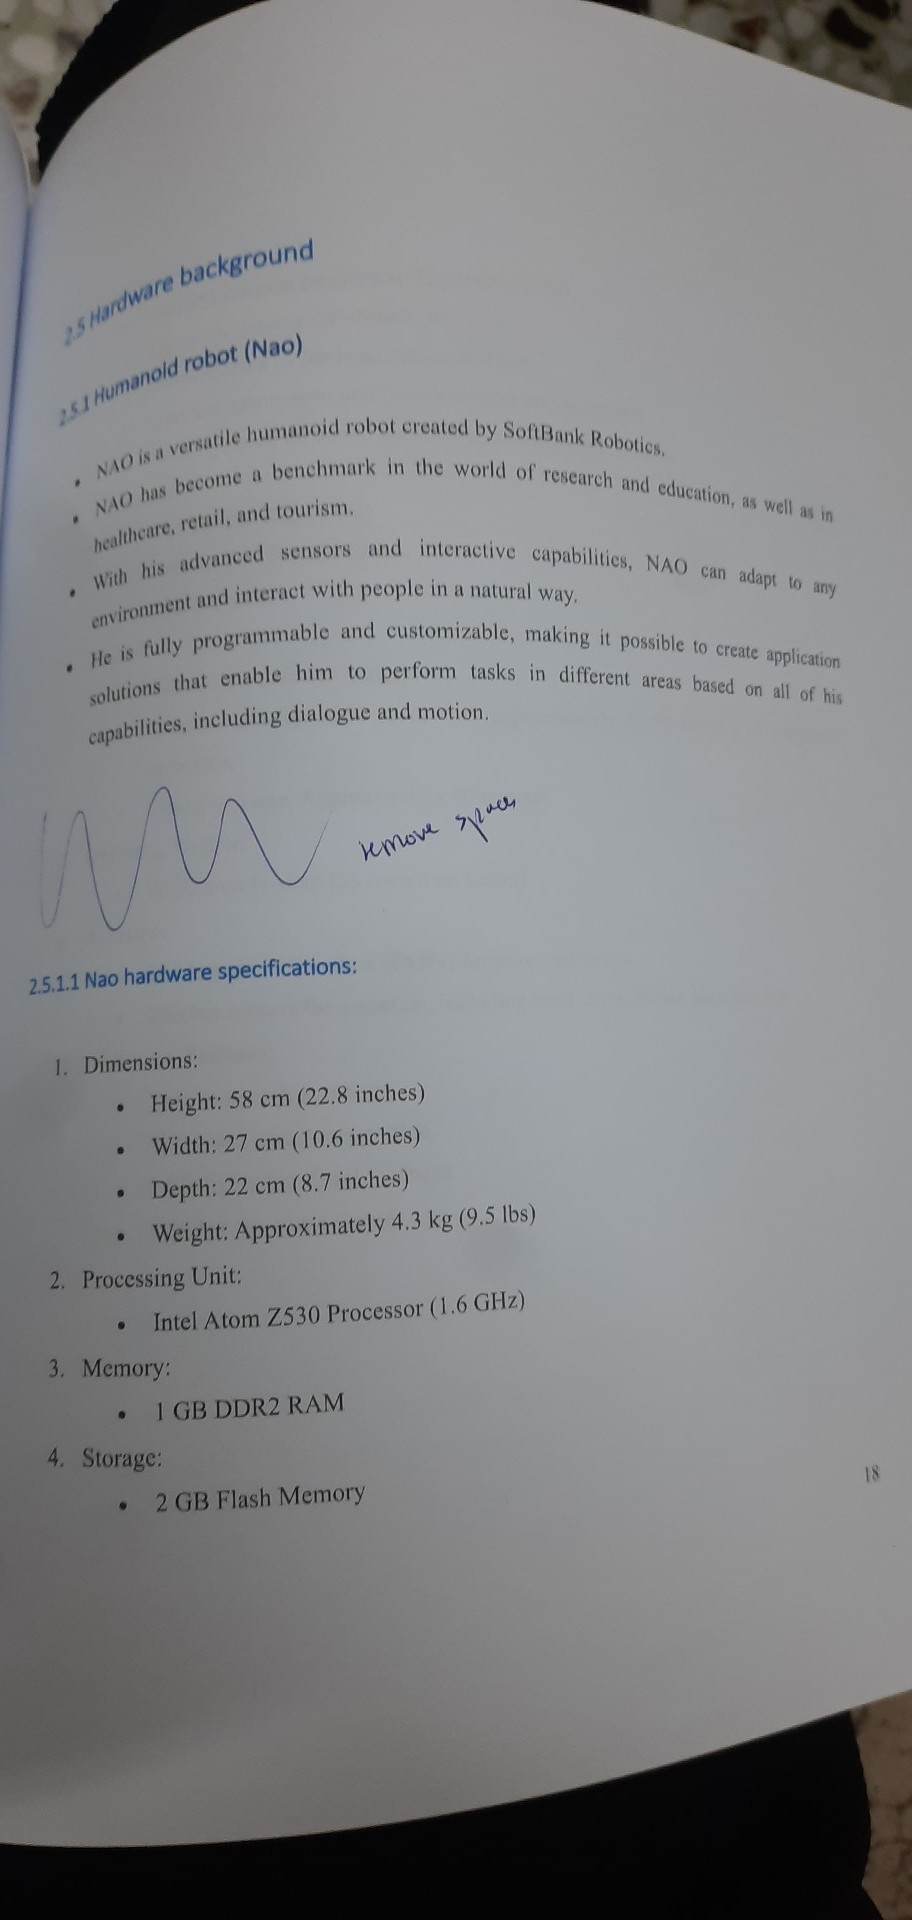 2.5 Hardware background
2.5.1 Humanoid robot (Nao)
• NAO is a versatile humanoid robot created by SoftBank Robotics.
• NAO has become a benchmark in the world of research and education, as well as in
healthcare, retail, and tourism.
• With his advanced sensors and interactive capabilities, NAO can adapt to any
environment and interact with people in a natural way.
• He is fully programmable and customizable, making it possible to create application
solutions that enable him to perform tasks in different areas based on all of his
capabilities, including dialogue and motion.
remove spaces
2.5.1.1 Nao hardware specifications:
1. Dimensions:
• Height: 58 cm (22.8 inches)
• Width: 27 cm (10.6 inches)
• Depth: 22 cm (8.7 inches)
• Weight: Approximately 4.3 kg (9.5 lbs)
2. Processing Unit:
• Intel Atom Z530 Processor (1.6 GHz)
3. Memory:
• 1 GB DDR2 RAM
4. Storage:
• 2 GB Flash Memory
18